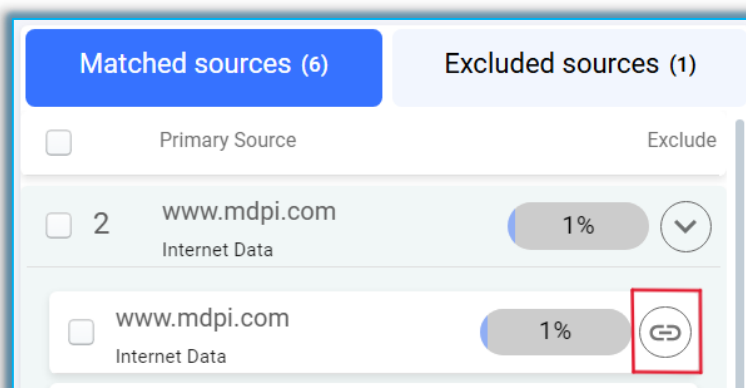 Matched sources (6) Excluded sources (1)
Primary Source Exclude
2 www.mdpi.com 1%
Internet Data
www.mdpi.com 1%
Internet Data